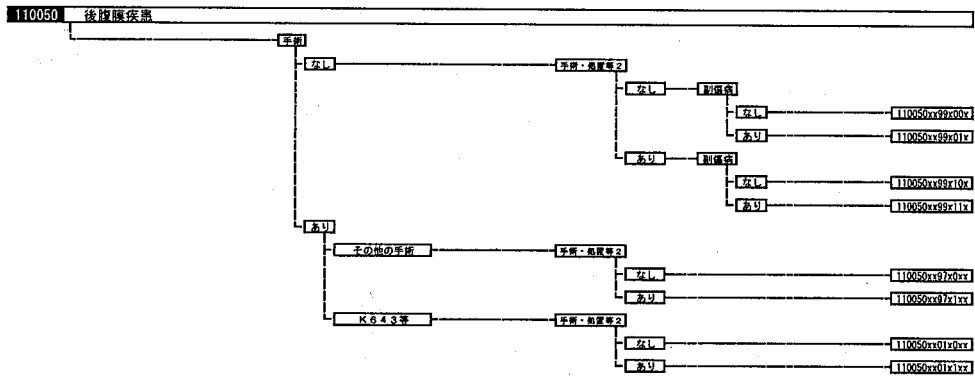 110050 後腹膜疾患
手術
なし 手術・処置等2
なし 副傷病
なし 110050xx99x00x
あり 110050xx99x01x
あり 副傷病
なし 110050xx99x10x
あり 110050xx99x11x
あり
その他の手術 手術・処置等2
なし 110050xx97x0xx
あり 110050xx97x1xx
K643等 手術・処置等2
なし 110050xx01x0xx
あり 110050xx01x1xx